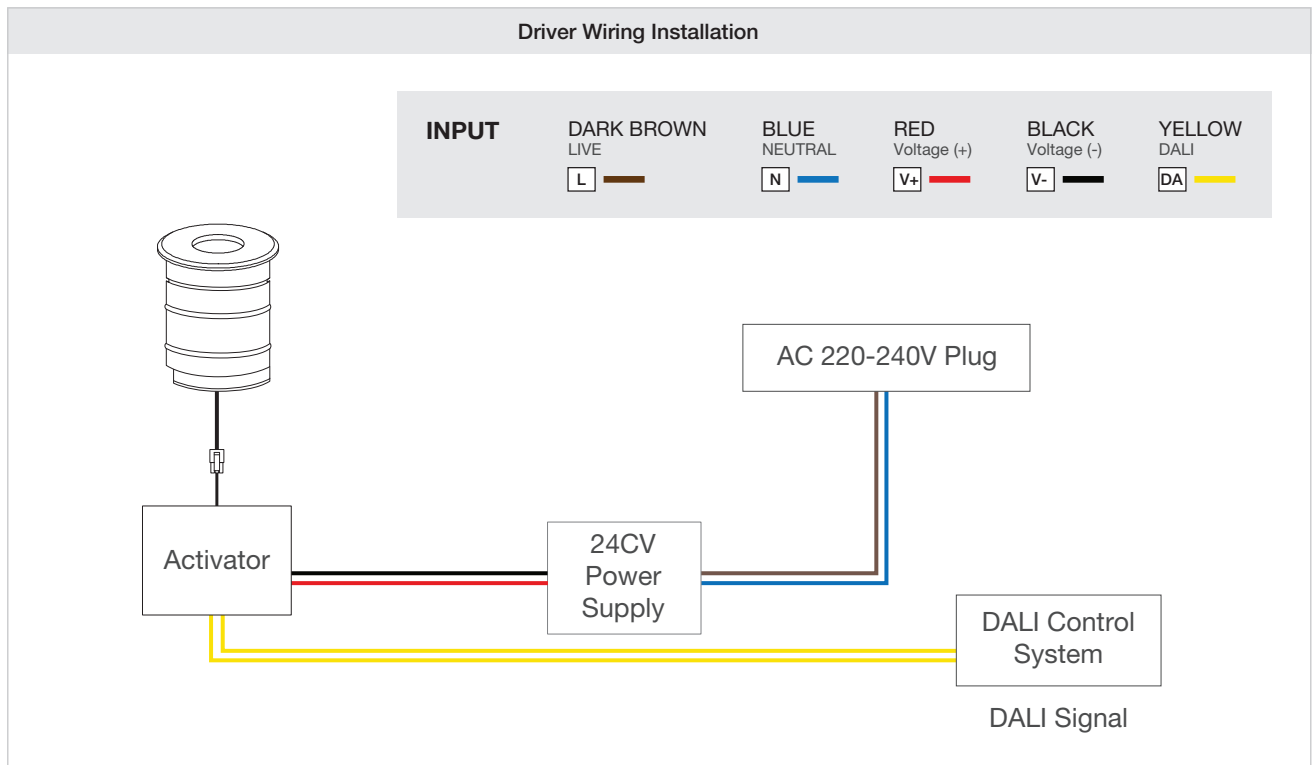 Driver Wiring Installation
INPUT
DARK BROWN
LIVE
L
BLUE
NEUTRAL
N
RED
Voltage (+)
V+
BLACK
Voltage (-)
V-
YELLOW
DALI
DA
AC 220-240V Plug
Activator
24CV
Power
Supply
DALI Control
System
DALI Signal